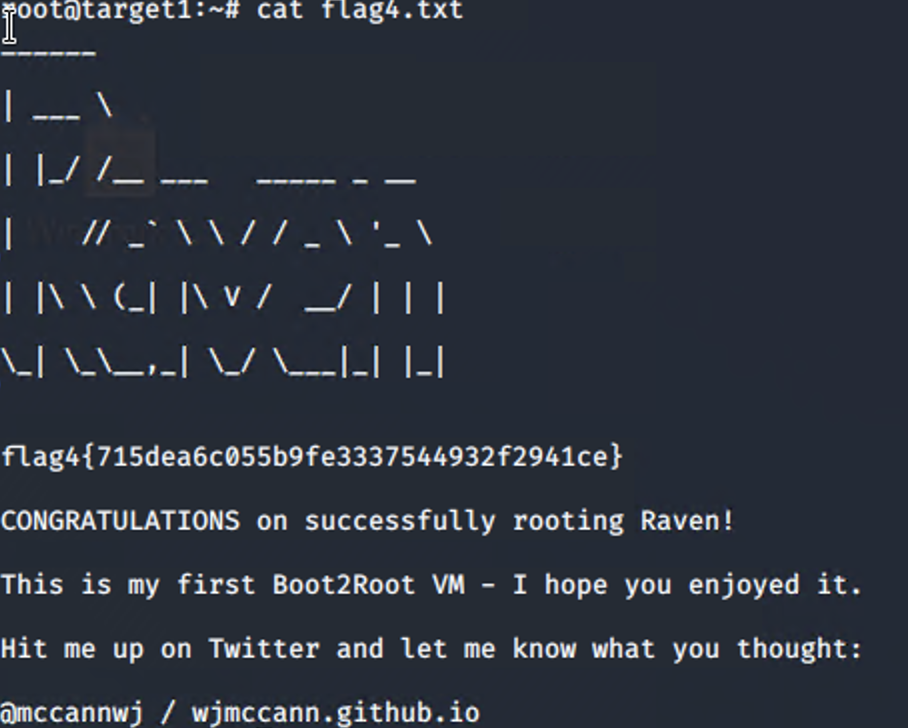 root@target1:~# cat flag4.txt
------
| ___ \
| |_/ /__ ___   _____ _ __
|    // _` \ \ / / _ \ '_ \
| |\ \ (_| |\ V /  __/ | | |
\_| \_\__,_| \_/ \___|_| |_|
flag4{715dea6c055b9fe3337544932f2941ce}
CONGRATULATIONS on successfully rooting Raven!
This is my first Boot2Root VM - I hope you enjoyed it.
Hit me up on Twitter and let me know what you thought:
@mccannwj / wjmccann.github.io